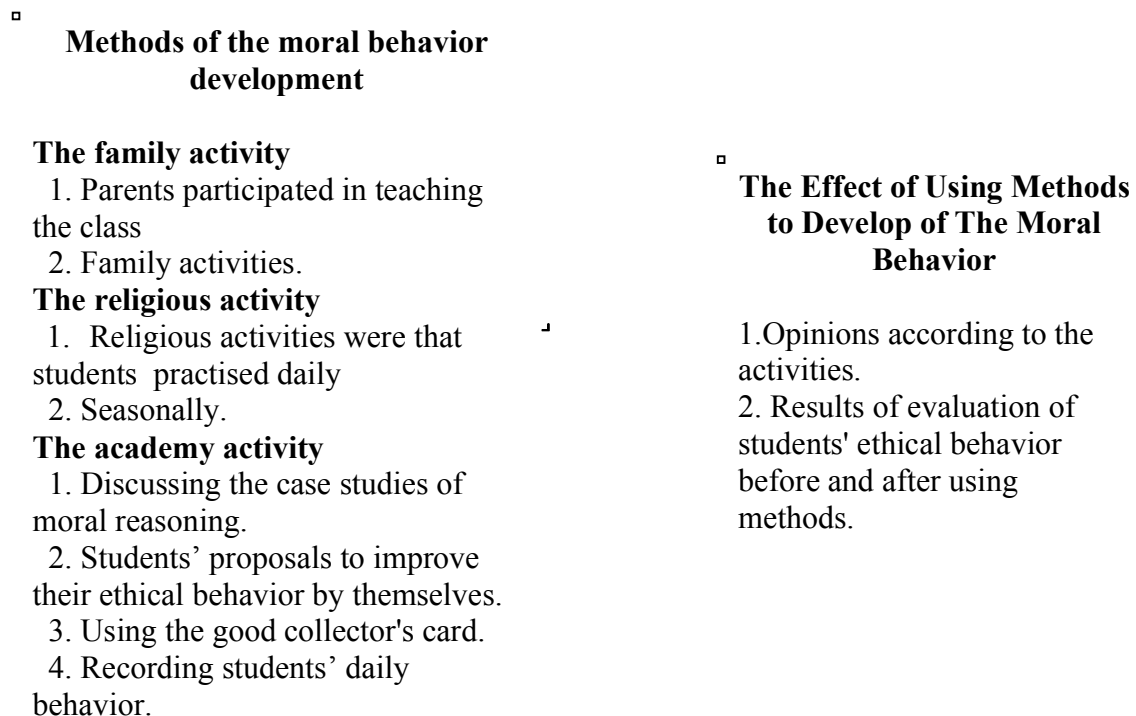 Methods of the moral behavior
development
The family activity
1. Parents participated in teaching
the class
2. Family activities.
The religious activity
1. Religious activities were that
students practised daily
2. Seasonally.
The academy activity
1. Discussing the case studies of
moral reasoning.
2. Students’ proposals to improve
their ethical behavior by themselves.
3. Using the good collector's card.
4. Recording students’ daily
behavior.
The Effect of Using Methods
to Develop of The Moral
Behavior
1.Opinions according to the
activities.
2. Results of evaluation of
students' ethical behavior
before and after using
methods.